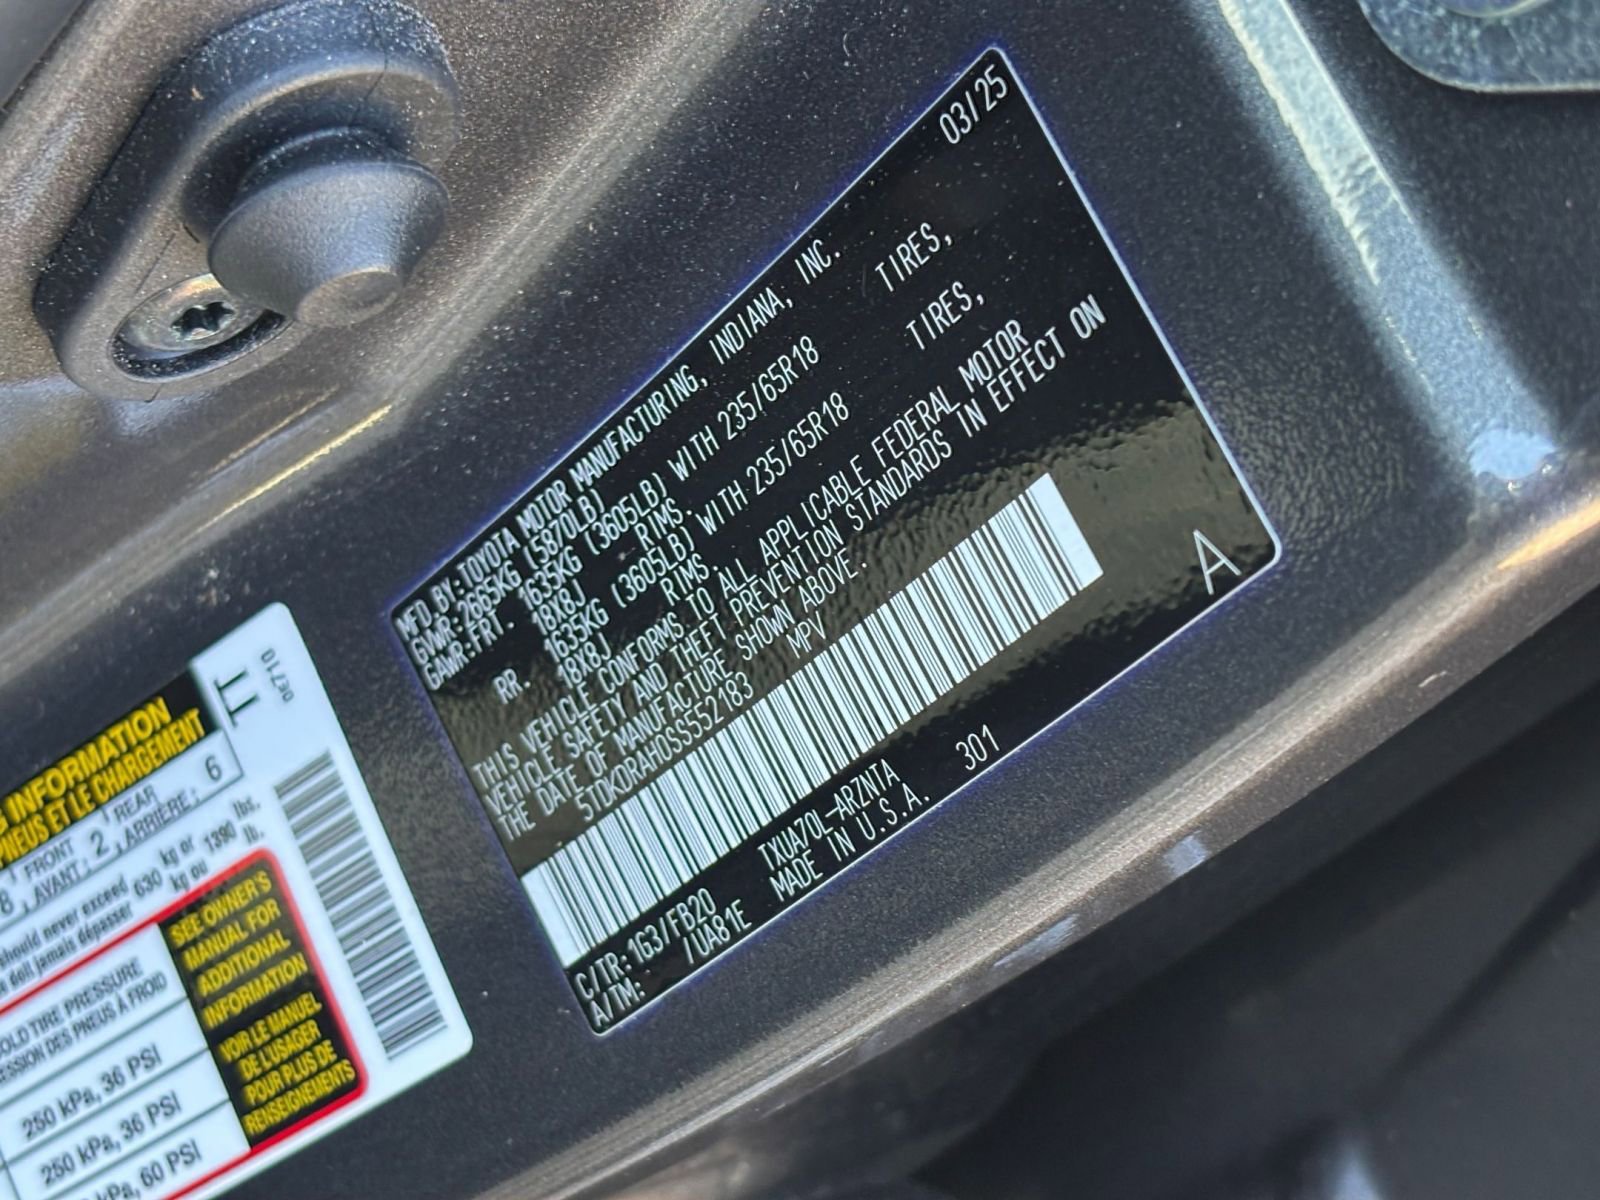 MFD.BY:TOYOTA MOTOR MANUFACTURING, INDIANA, INC. 03/25
GVWR:2665KG (5870LB)
GAWR:FRT. 1635KG (3605LB) WITH 235/65R18 TIRES,
18X8J RIMS.
RR. 1635KG (3605LB) WITH 235/65R18 TIRES,
18X8J RIMS.
THIS VEHICLE CONFORMS TO ALL APPLICABLE FEDERAL MOTOR
VEHICLE SAFETY AND THEFT PREVENTION STANDARDS IN EFFECT ON
THE DATE OF MANUFACTURE SHOWN ABOVE.
5TDKDRAH0SS552183 MPV
A
C/TR:1G3/FB20 TXUA70L-ARZNTA 301
A/TM: /UA81E MADE IN U.S.A.
INFORMATION
PNEUS ET LE CHARGEMENT
TT
0E710
8, FRONT 2, REAR 6
AVANT: ARRIÈRE:
should never exceed 630 kg or 1390 lbs.
doit jamais dépasser kg ou lb.
COLD TIRE PRESSURE
PRESSION DES PNEUS À FROID
250 kPa, 36 PSI
250 kPa, 36 PSI
kPa, 60 PSI
SEE OWNER'S
MANUAL FOR
ADDITIONAL
INFORMATION
VOIR LE MANUEL
DE L'USAGER
POUR PLUS DE
RENSEIGNEMENTS